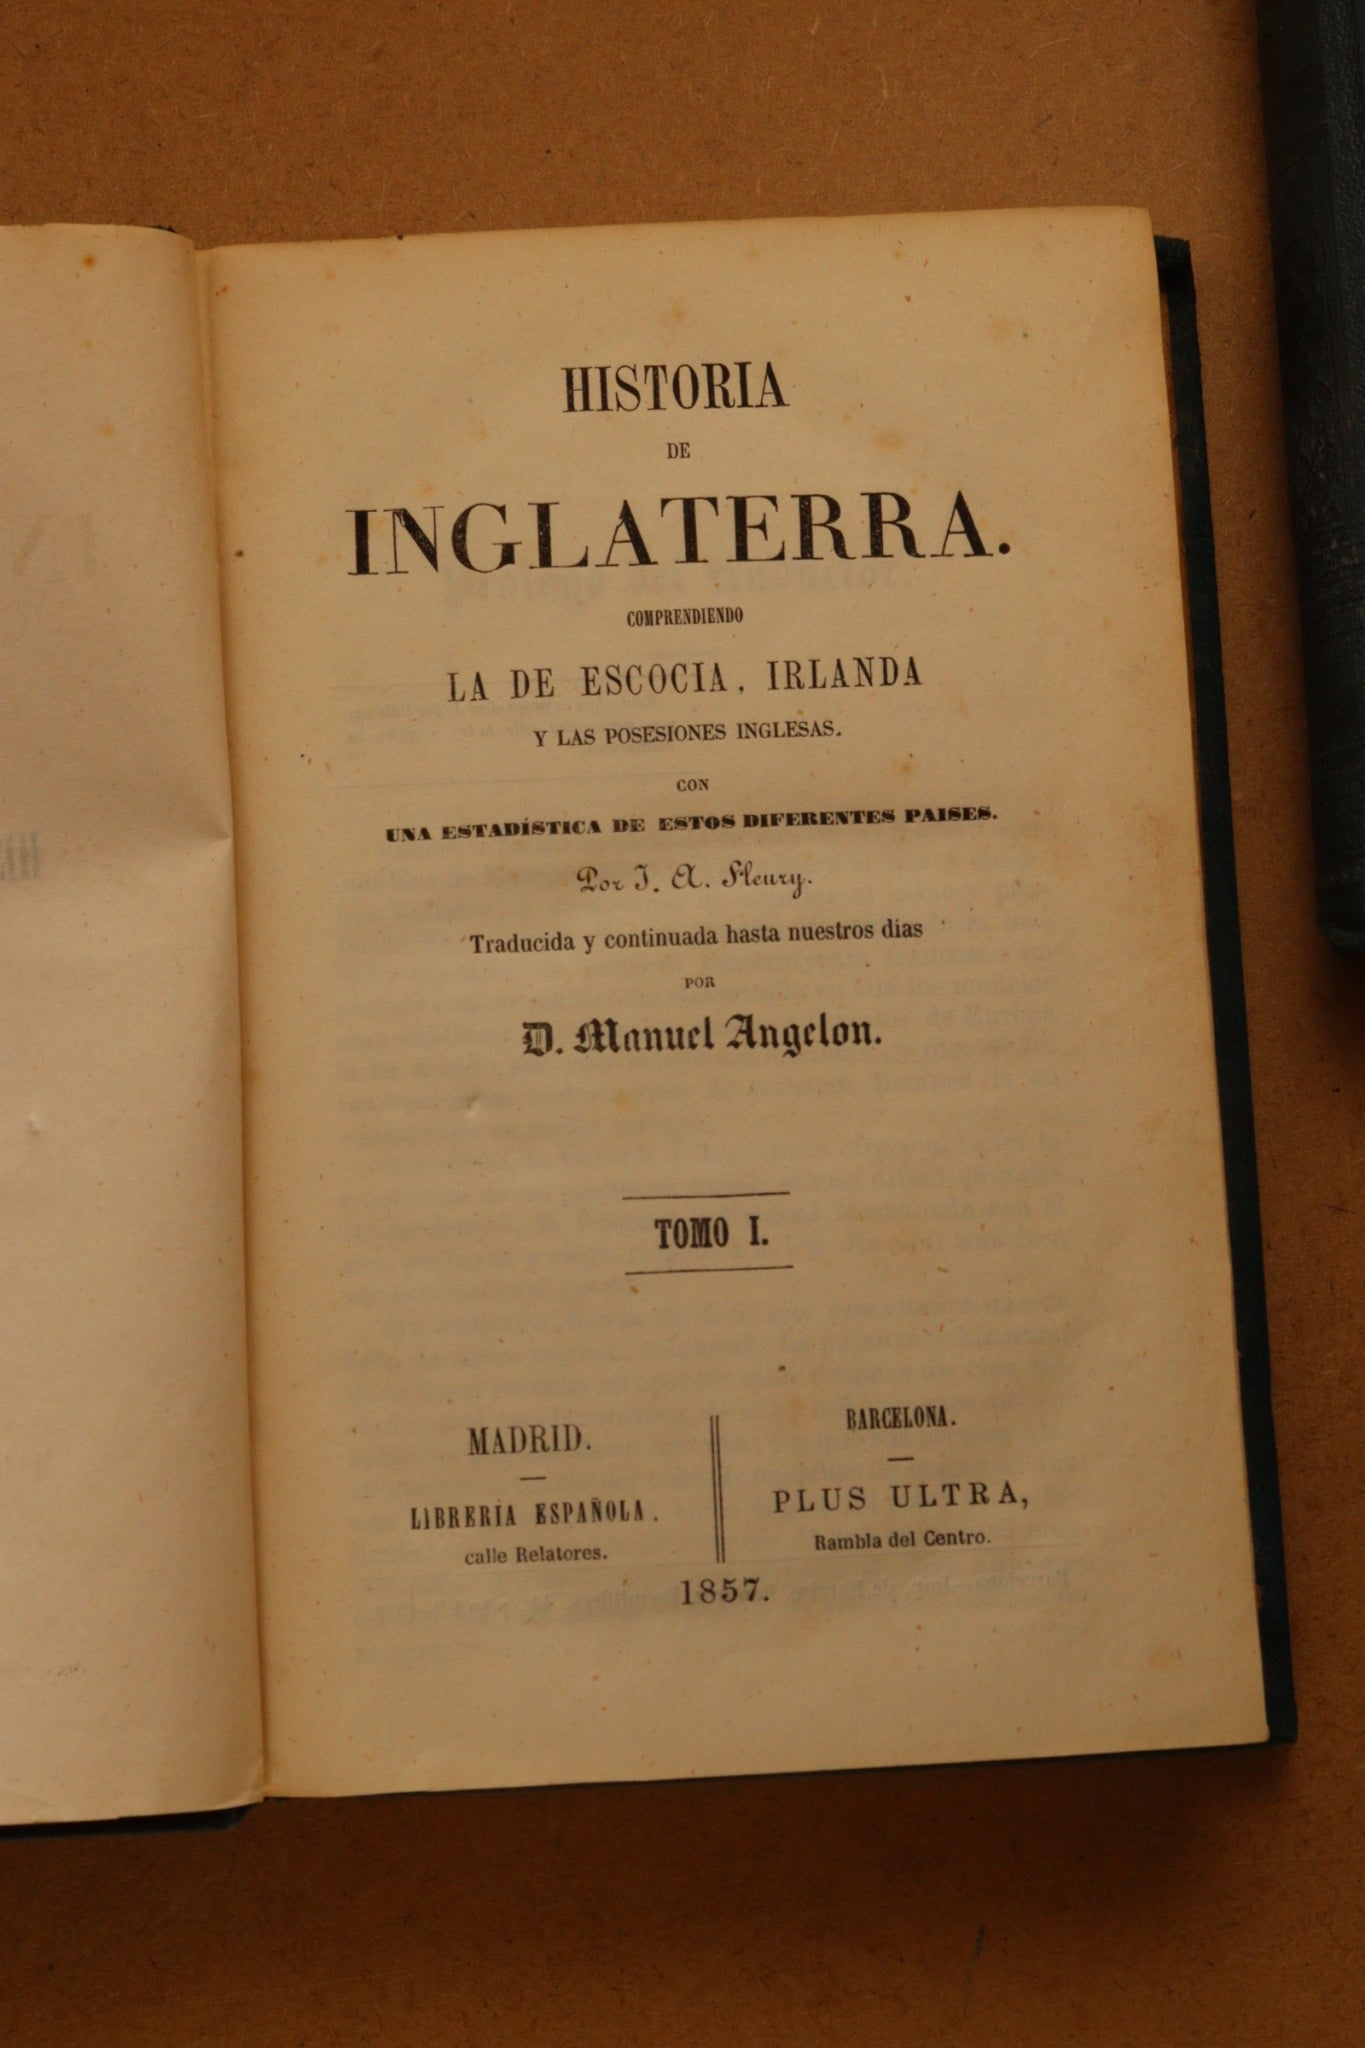 HISTORIA
DE
INGLATERRA.
COMPRENDIENDO
LA DE ESCOCIA, IRLANDA
Y LAS POSESIONES INGLESAS.
CON
UNA ESTADÍSTICA DE ESTOS DIFERENTES PAISES.
Por J. A. Fleury.
Traducida y continuada hasta nuestros días
POR
D. Manuel Angelon.
TOMO I.
MADRID.
LIBRERÍA ESPAÑOLA.
calle Relatores.
BARCELONA.
PLUS ULTRA,
Rambla del Centro.
1857.